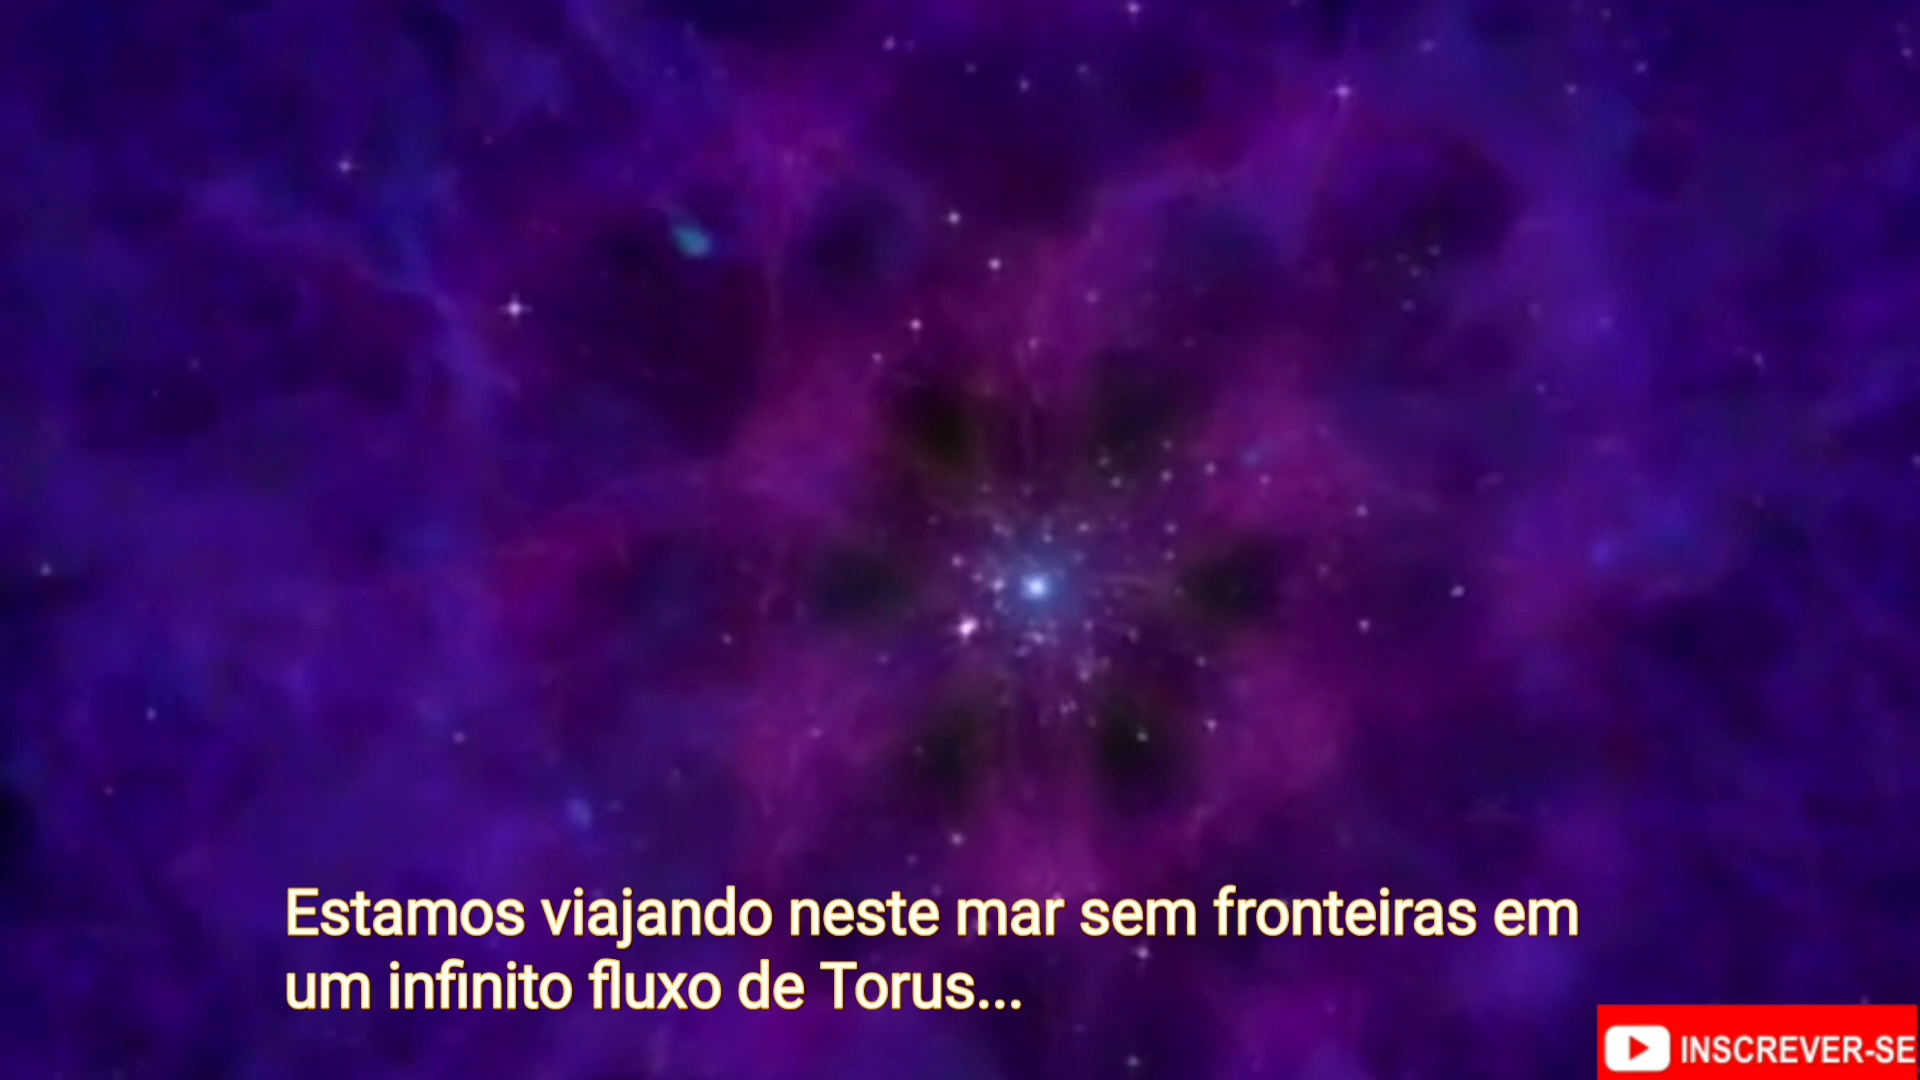 Estamos viajando neste mar sem fronteiras em
um infinito fluxo de Torus...
INSCREVER-SE